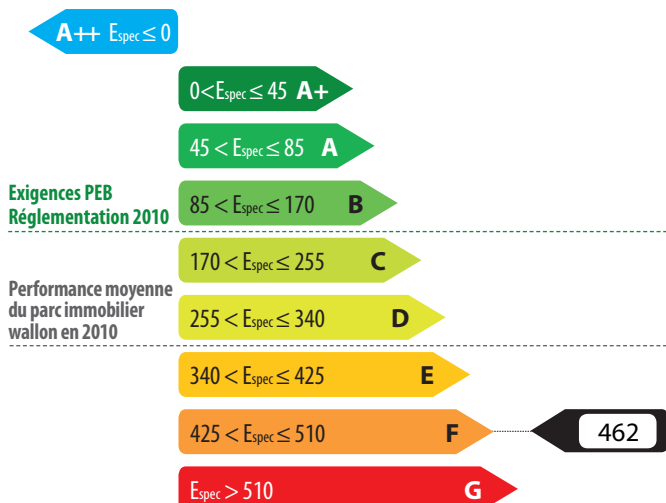 A++ Espec ≤ 0
0<Espec ≤ 45 A+
45 < Espec ≤ 85 A
Exigences PEB
Réglementation 2010
85 < Espec ≤ 170 B
170 < Espec ≤ 255 C
Performance moyenne
du parc immobilier
wallon en 2010
255 < Espec ≤ 340 D
340 < Espec ≤ 425 E
425 < Espec ≤ 510 F
462
Espec > 510 G